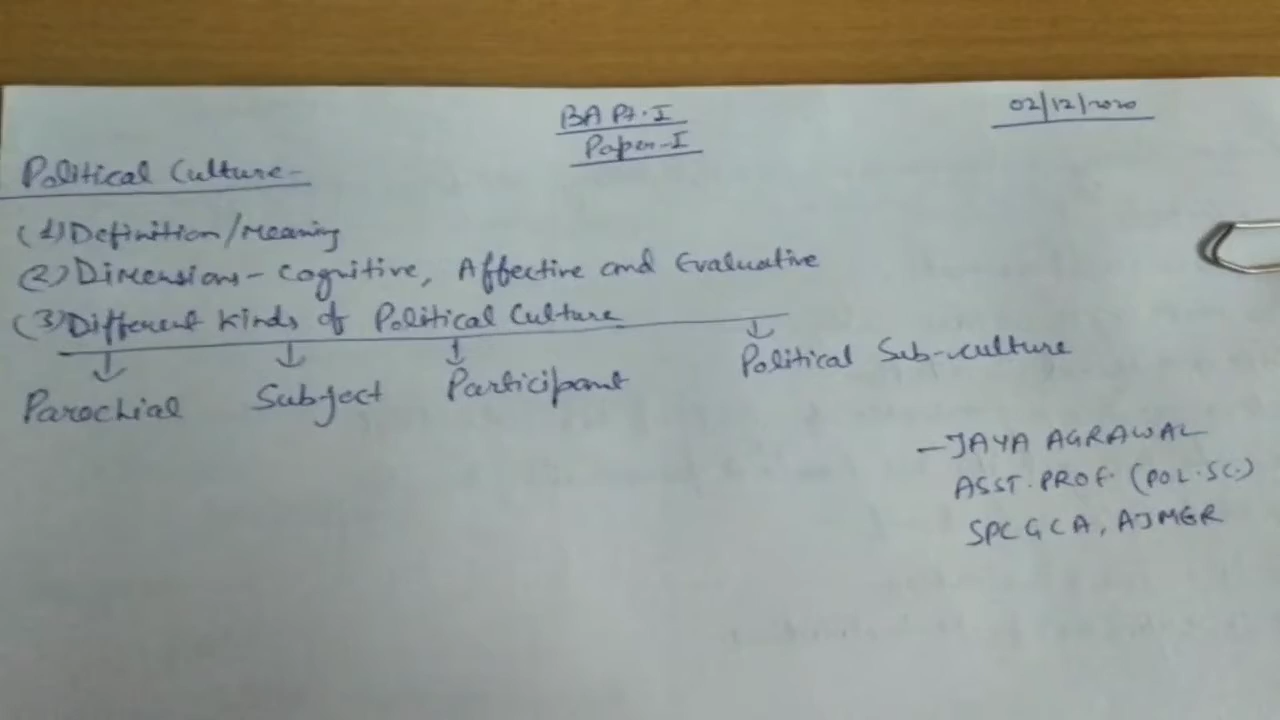 BA Pt. I
02/12/2020
Paper-I
Political Culture-
(1) Definition/Meaning
(2) Dimensions - Cognitive, Affective and Evaluative
(3) Different Kinds of Political Culture
Parochial Subject Participant Political Sub-culture
- JAYA AGRAWAL
ASST. PROF. (POL.SC.)
SPCGCA, AJMER